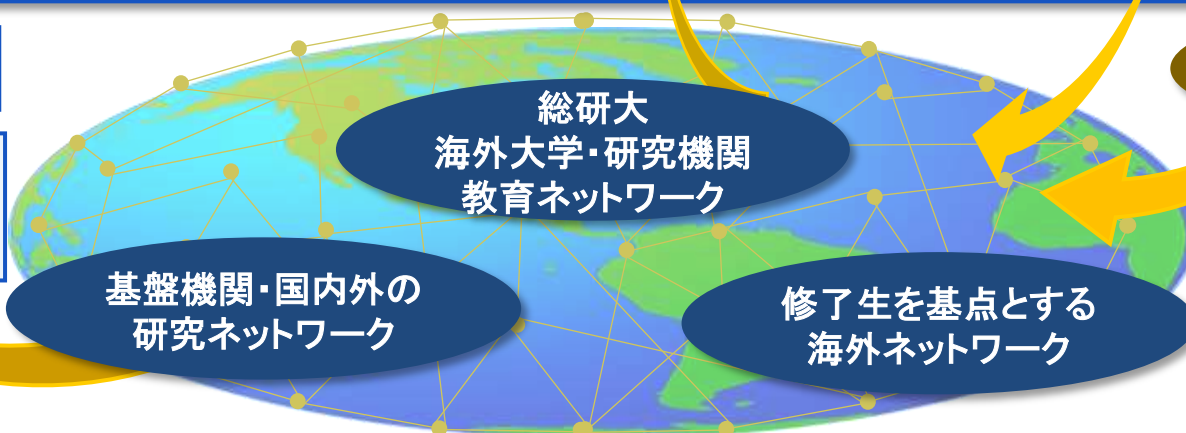 総研大
海外大学・研究機関
教育ネットワーク
基盤機関・国内外の
研究ネットワーク
修了生を基点とする
海外ネットワーク